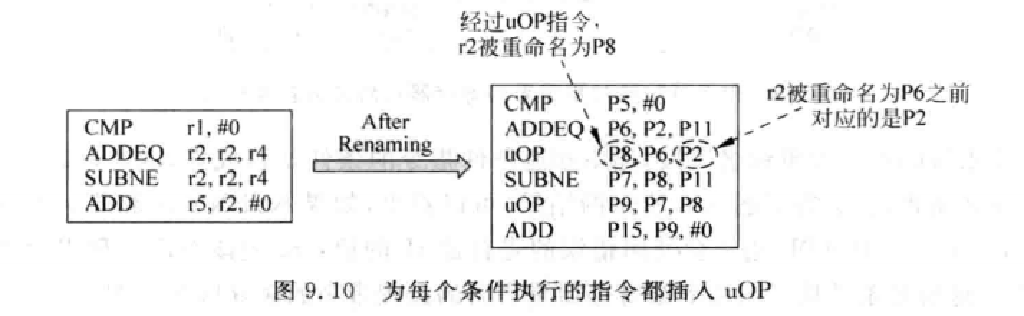 经过uOP指令,
r2被重命名为P8
r2被重命名为P6之前
对应的是P2
CMP r1, #0
ADDEQ r2, r2, r4
SUBNE r2, r2, r4
ADD r5, r2, #0
After
Renaming
CMP P5, #0
ADDEQ P6, P2, P11
uOP P8, P6, P2
SUBNE P7, P8, P11
uOP P9, P7, P8
ADD P15, P9, #0
图 9.10 为每个条件执行的指令都插入 uOP